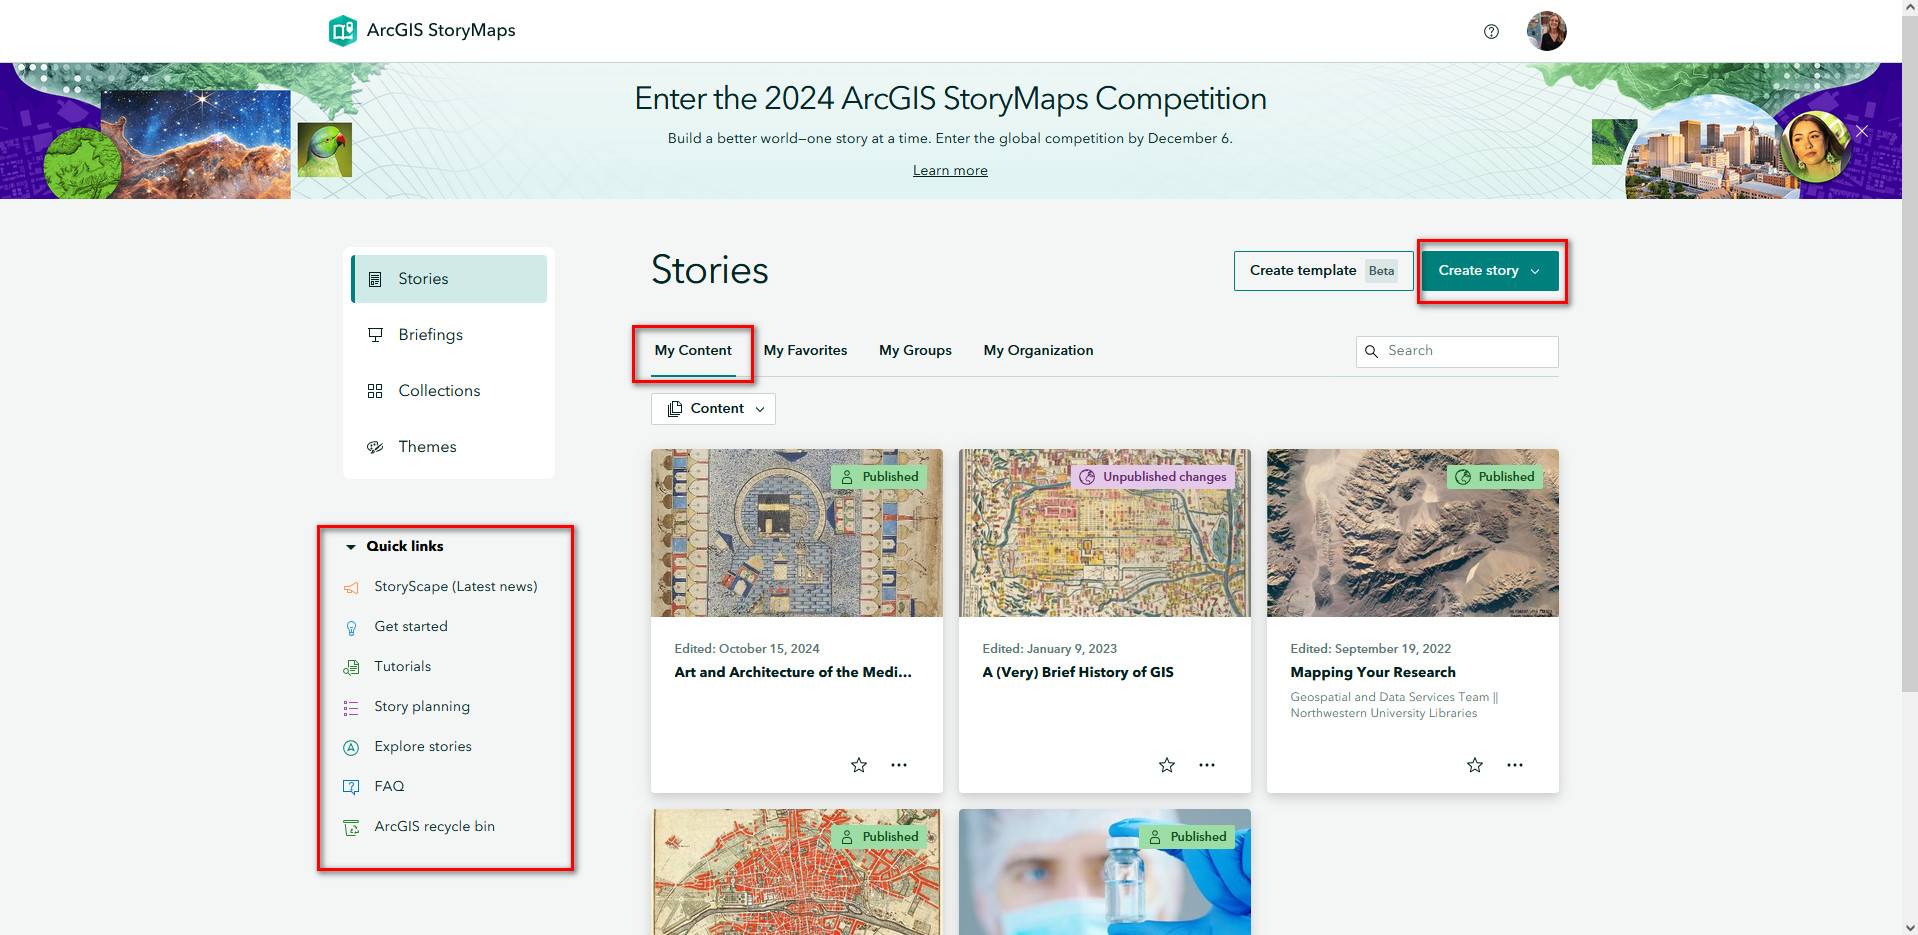 ArcGIS StoryMaps
Enter the 2024 ArcGIS StoryMaps Competition
Build a better world—one story at a time. Enter the global competition by December 6.
Learn more
Stories
Briefings
Collections
Themes
Quick links
StoryScape (Latest news)
Get started
Tutorials
Story planning
Explore stories
FAQ
ArcGIS recycle bin
Stories
Create template Beta
Create story
My Content My Favorites My Groups My Organization
Search
Content
Published
Edited: October 15, 2024
Art and Architecture of the Medi...
Unpublished changes
Edited: January 9, 2023
A (Very) Brief History of GIS
Published
Edited: September 19, 2022
Mapping Your Research
Geospatial and Data Services Team ||
Northwestern University Libraries
Published
Published